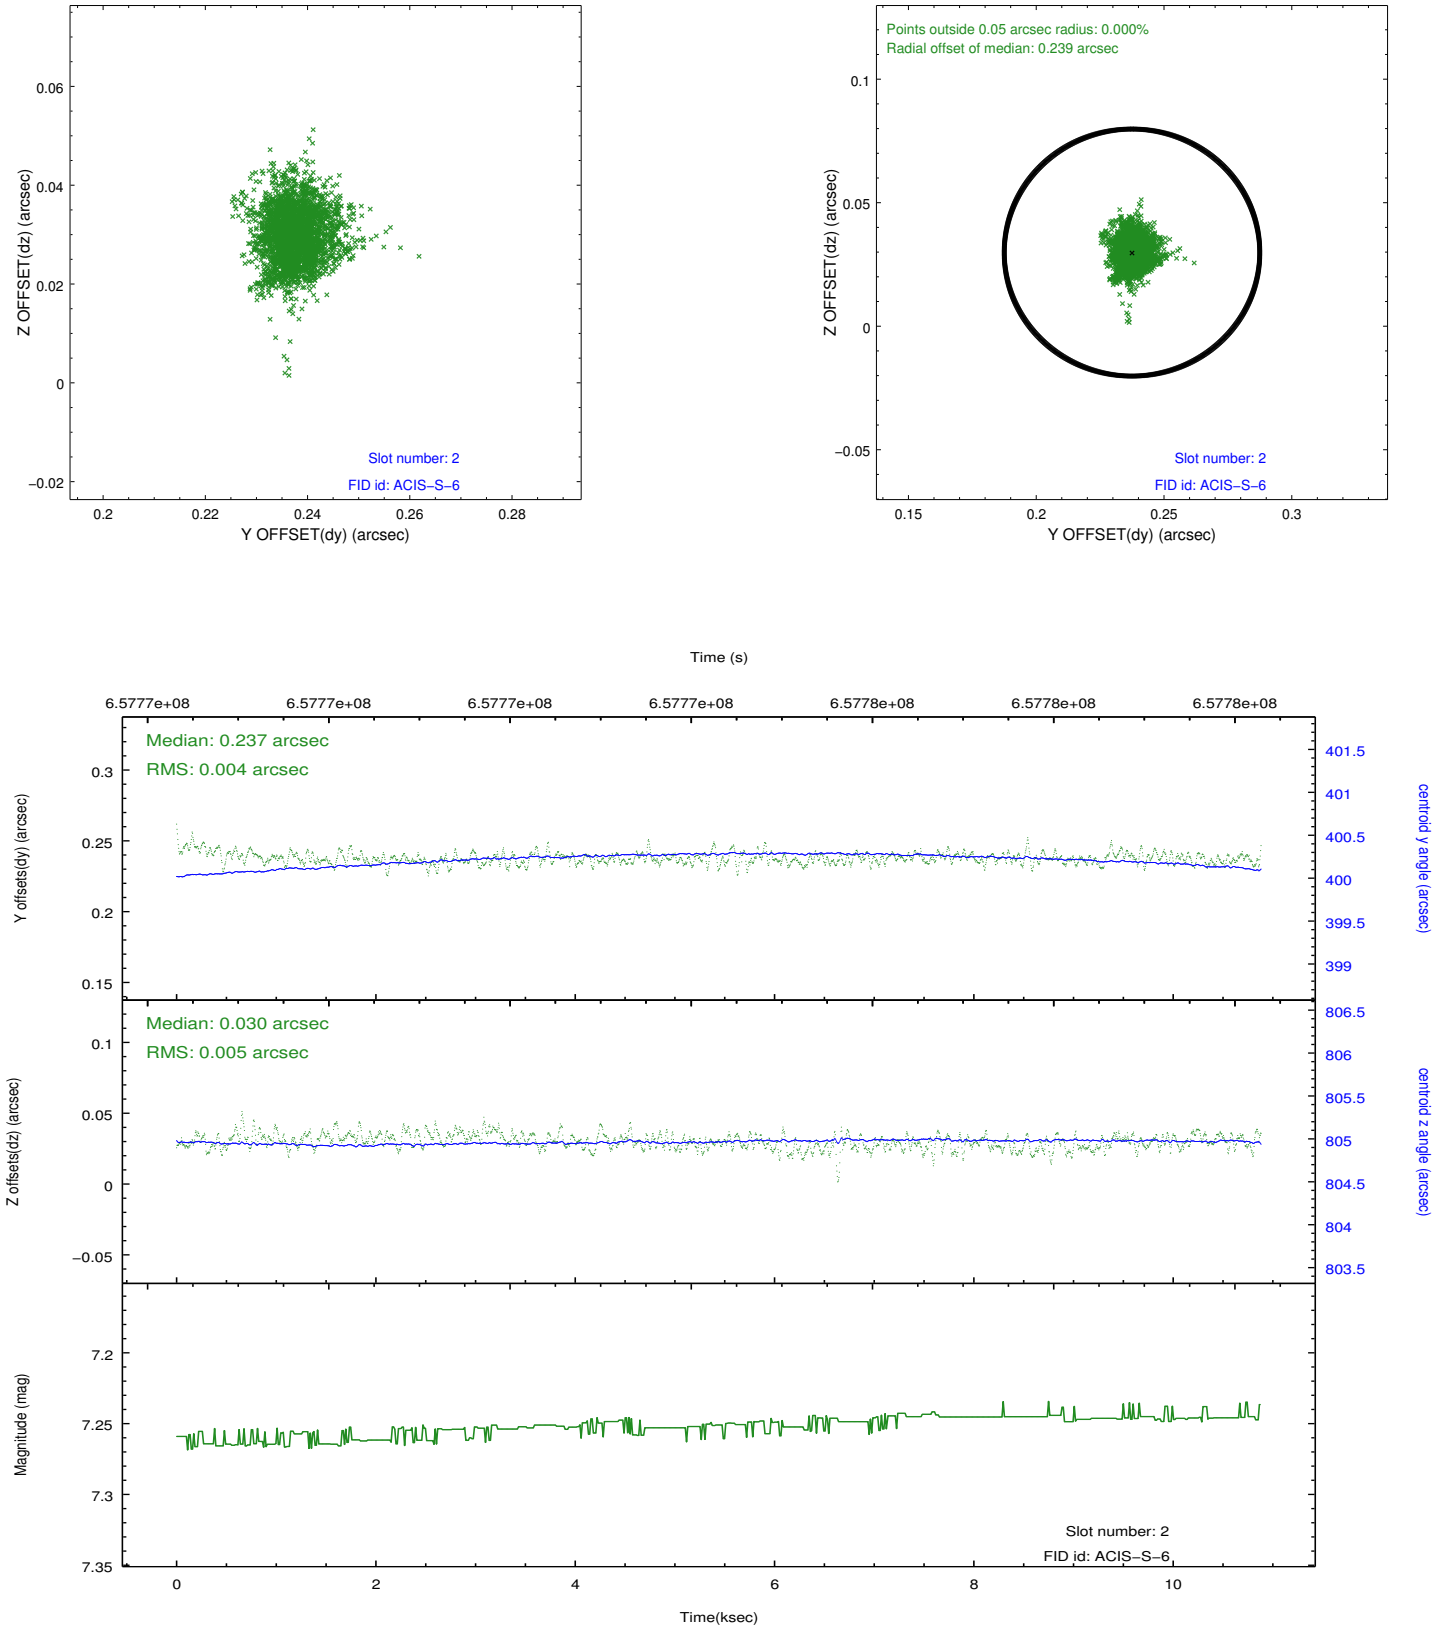 0.06
0.04
0.02
0
−0.02
Z OFFSET(dz) (arcsec)
Slot number: 2
FID id: ACIS−S−6
0.2
0.22
0.24
0.26
0.28
Y OFFSET(dy) (arcsec)
Points outside 0.05 arcsec radius: 0.000%
Radial offset of median: 0.239 arcsec
0.1
0.05
0
−0.05
Z OFFSET(dz) (arcsec)
Slot number: 2
FID id: ACIS−S−6
0.15
0.2
0.25
0.3
Y OFFSET(dy) (arcsec)
Time (s)
6.5777e+08
6.5777e+08
6.5777e+08
6.5777e+08
6.5778e+08
6.5778e+08
6.5778e+08
Median: 0.237 arcsec
RMS: 0.004 arcsec
0.3
0.25
0.2
0.15
Y offsets(dy) (arcsec)
401.5
401
400.5
400
399.5
399
centroid y angle (arcsec)
Median: 0.030 arcsec
RMS: 0.005 arcsec
0.1
0.05
0
−0.05
Z offsets(dz) (arcsec)
806.5
806
805.5
805
804.5
804
803.5
centroid z angle (arcsec)
7.2
7.25
7.3
7.35
Magnitude (mag)
Slot number: 2
FID id: ACIS−S−6
0
2
4
6
8
10
Time(ksec)